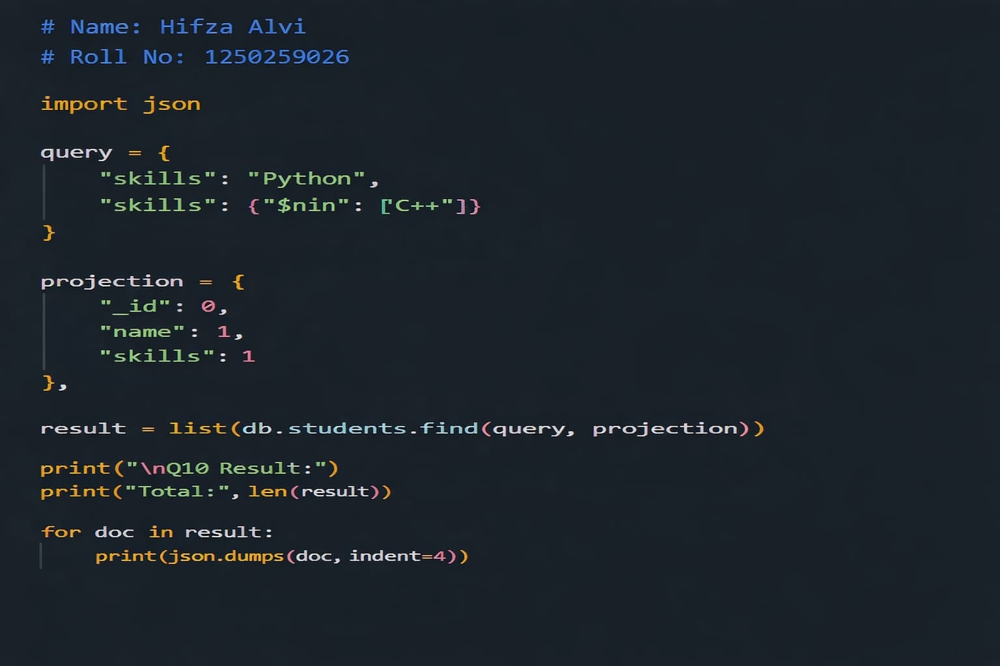 # Name: Hifza Alvi
# Roll No: 1250259026
import json
query = {
"skills": "Python",
"skills": {"$nin": ['C++"]}
}
projection = {
"_id": 0,
"name": 1,
"skills": 1
},
result = list(db.students.find(query, projection))
print("\nQ10 Result:")
print("Total:", len(result))
for doc in result:
print(json.dumps(doc, indent=4))